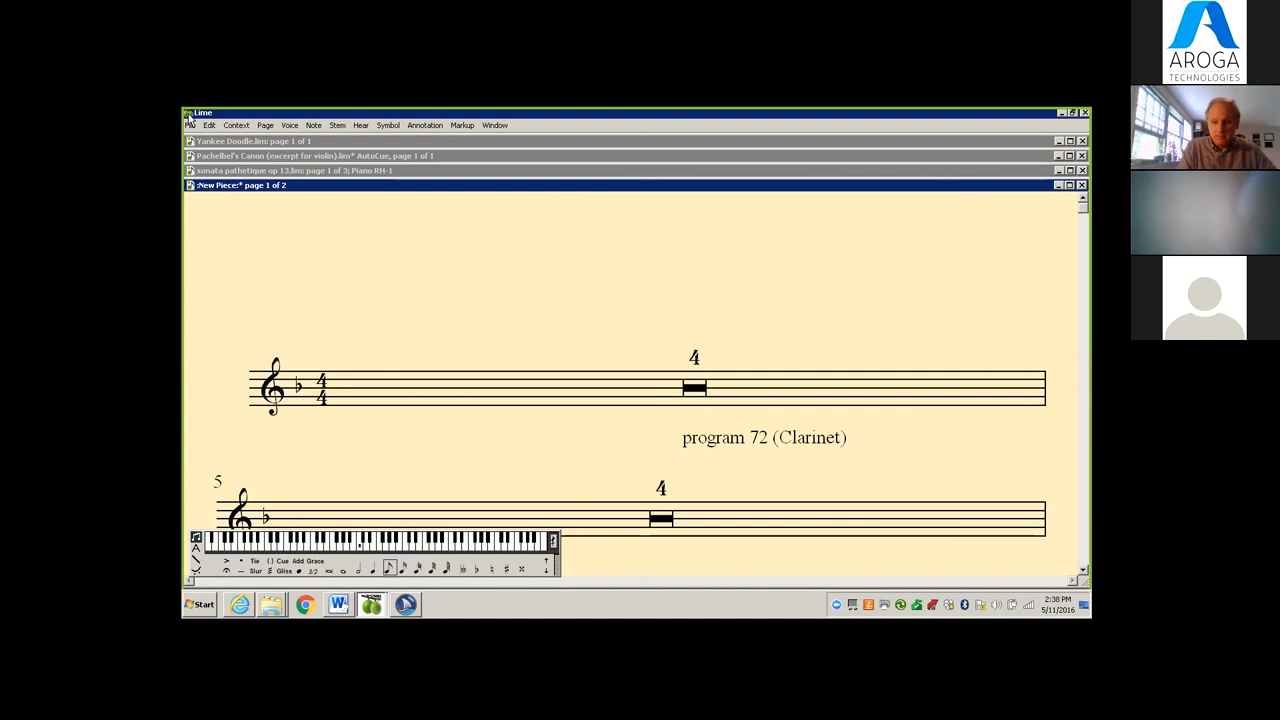 AROGA
TECHNOLOGIES
Lime
Edit Context Page Voice Note Stem Hear Chord Symbol Annotation Markup Window
Yankee Doodle.lim: page 1 of 1
Pachelbel's Canon (excerpt for violin).lim* AutoCue, page 1 of 1
sonata pathetique op 13.lim: page 1 of 3; Piano RH-1
:New Piece:* page 1 of 2
4
4
4
program 72 (Clarinet)
5
4
A
Tie () Cue Add Grace
Slur Gliss 3:2
Start
2:38 PM
5/11/2016